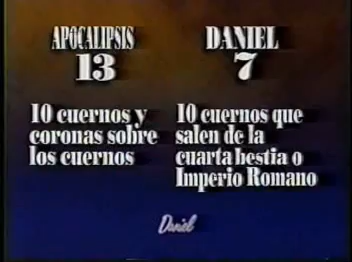 APOCALIPSIS
13
10 cuernos y
coronas sobre
los cuernos
DANIEL
7
10 cuernos que
salen de la
cuarta bestia o
Imperio Romano
Daniel